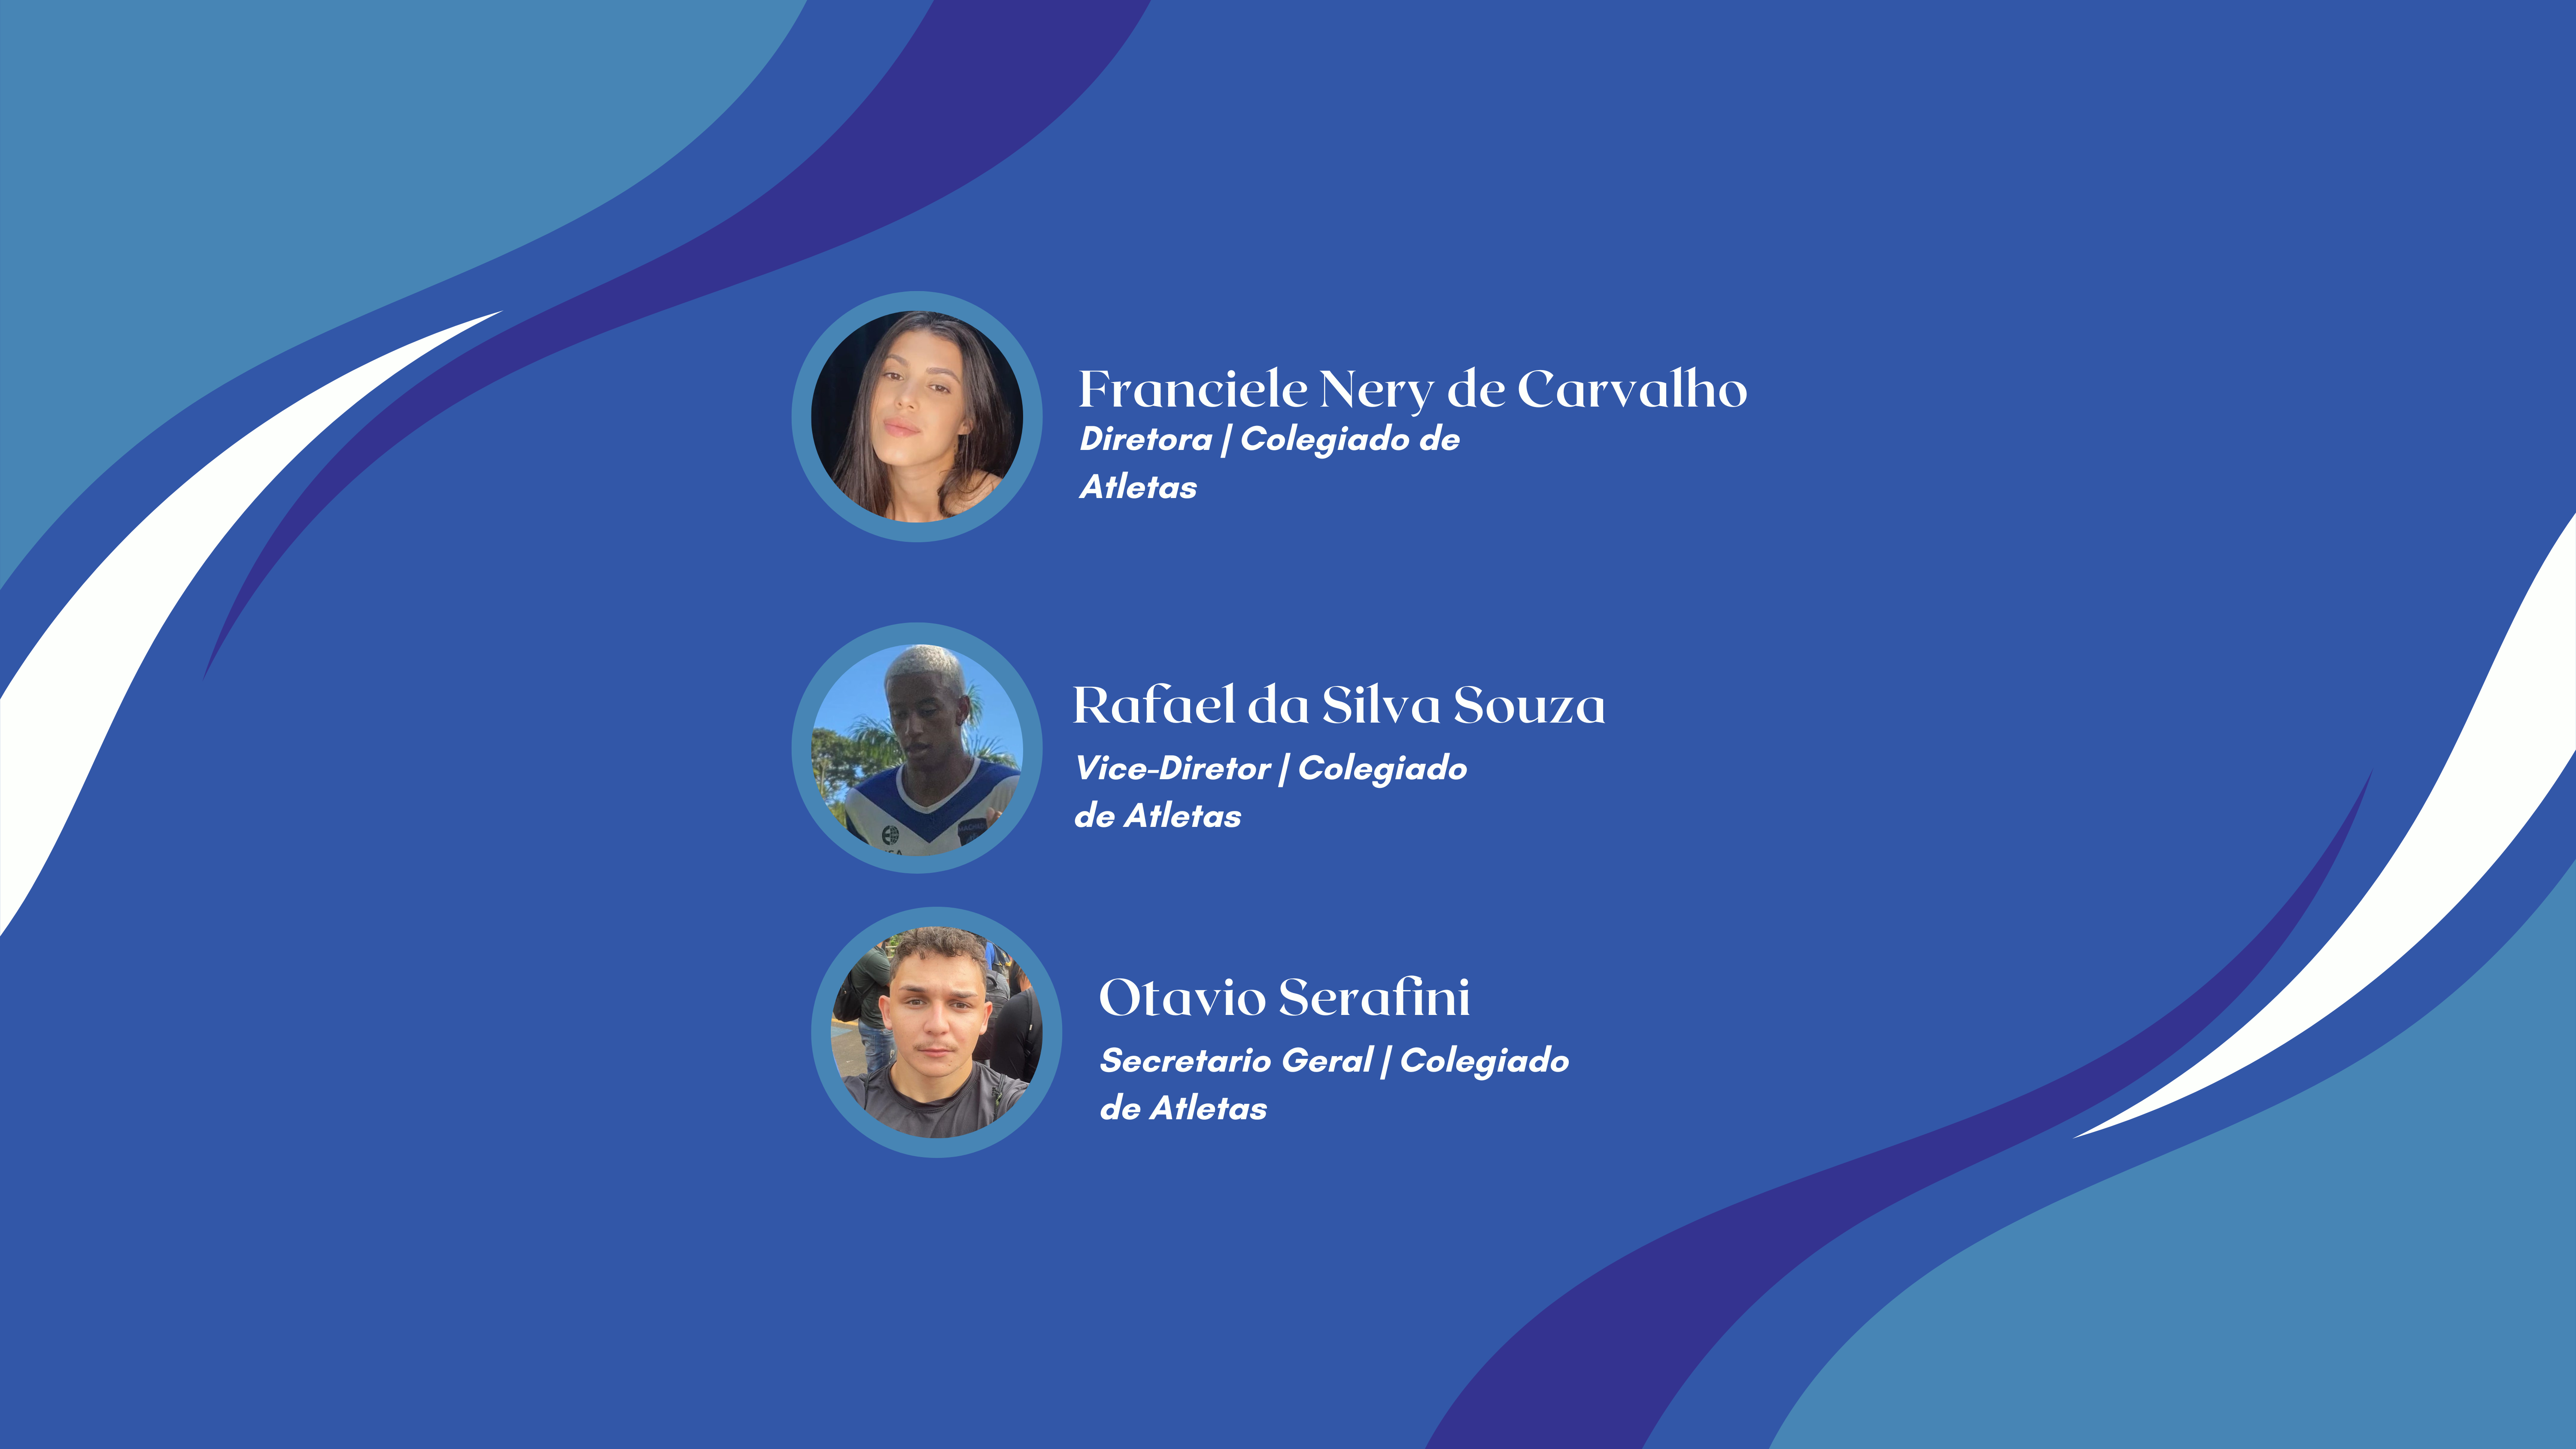 Franciele Nery de Carvalho
Diretora | Colegiado de
Atletas
Rafael da Silva Souza
Vice-Diretor | Colegiado
de Atletas
Otavio Serafini
Secretario Geral | Colegiado
de Atletas